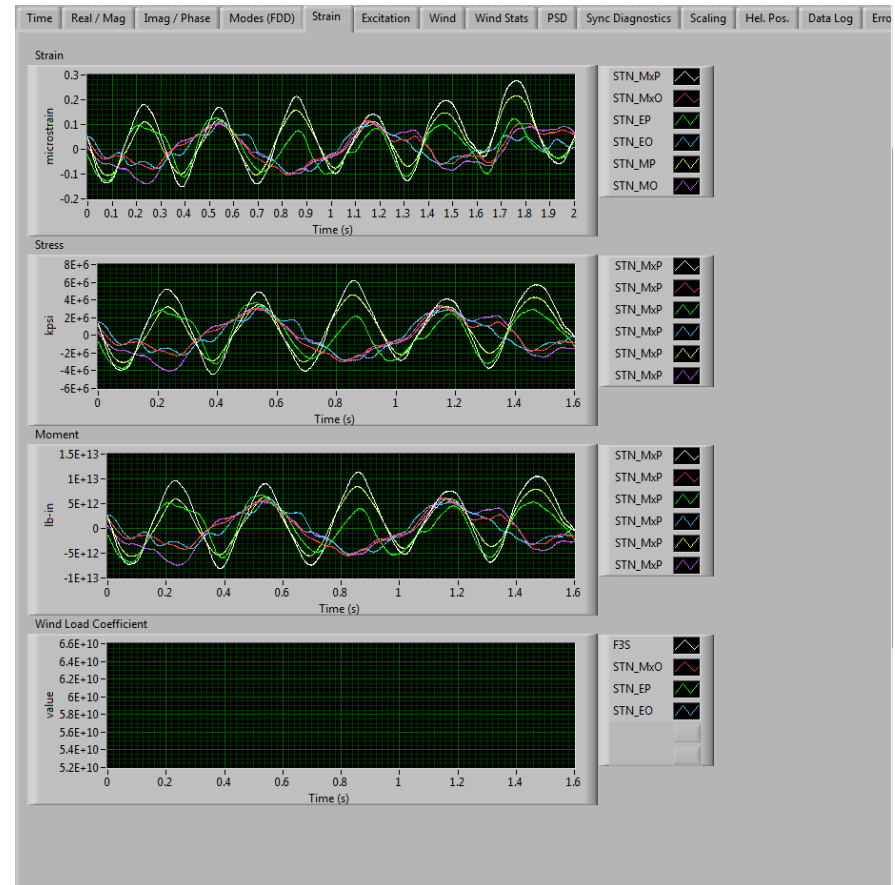 Time Real / Mag Imag / Phase Modes (FDD) Strain Excitation Wind Wind Stats PSD Sync Diagnostics Scaling Hel. Pos. Data Log Erro
Strain
0.3
0.2
0.1
0
-0.1
-0.2
microstrain
0 0.1 0.2 0.3 0.4 0.5 0.6 0.7 0.8 0.9 1 1.1 1.2 1.3 1.4 1.5 1.6 1.7 1.8 1.9 2
Time (s)
STN_MxP
STN_MxO
STN_EP
STN_EO
STN_MP
STN_MO
Stress
8E+6
6E+6
4E+6
2E+6
0
-2E+6
-4E+6
-6E+6
kpsi
0 0.2 0.4 0.6 0.8 1 1.2 1.4 1.6
Time (s)
STN_MxP
STN_MxP
STN_MxP
STN_MxP
STN_MxP
STN_MxP
Moment
1.5E+13
1E+13
5E+12
0
-5E+12
-1E+13
lb-in
0 0.2 0.4 0.6 0.8 1 1.2 1.4 1.6
Time (s)
STN_MxP
STN_MxP
STN_MxP
STN_MxP
STN_MxP
STN_MxP
Wind Load Coefficient
6.6E+10
6.4E+10
6.2E+10
6E+10
5.8E+10
5.6E+10
5.4E+10
5.2E+10
value
0 0.2 0.4 0.6 0.8 1 1.2 1.4 1.6
Time (s)
F3S
STN_MxO
STN_EP
STN_EO